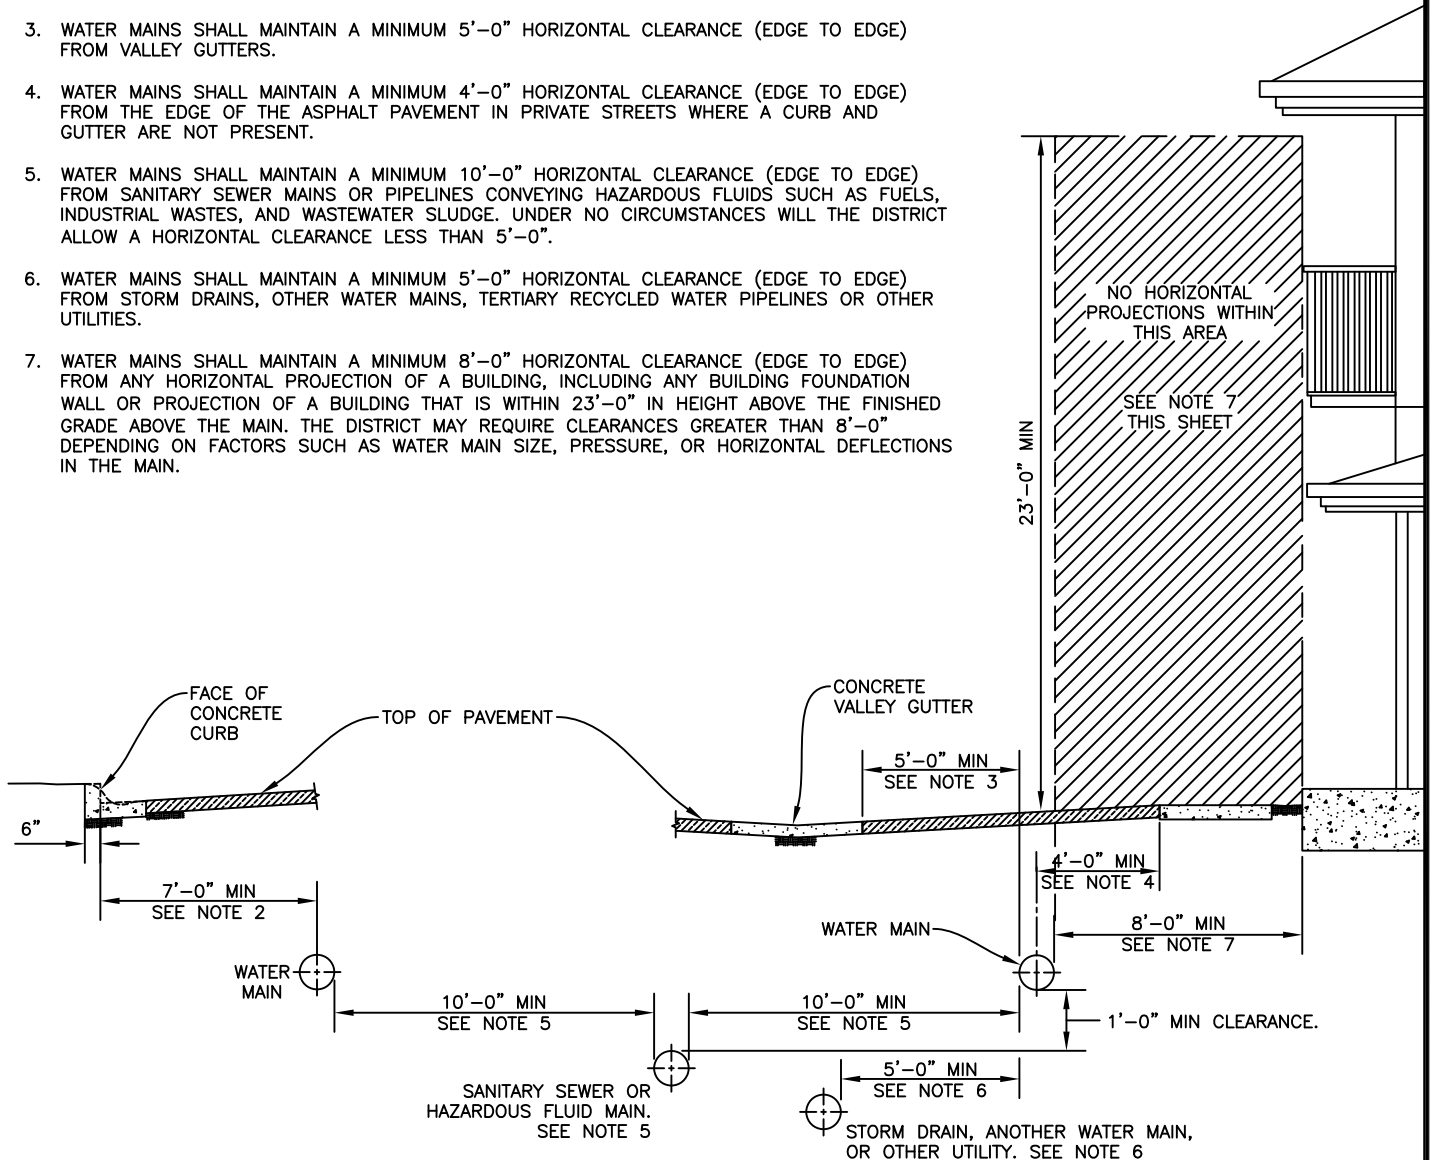 3. WATER MAINS SHALL MAINTAIN A MINIMUM 5'-0" HORIZONTAL CLEARANCE (EDGE TO EDGE)
FROM VALLEY GUTTERS.
4. WATER MAINS SHALL MAINTAIN A MINIMUM 4'-0" HORIZONTAL CLEARANCE (EDGE TO EDGE)
FROM THE EDGE OF THE ASPHALT PAVEMENT IN PRIVATE STREETS WHERE A CURB AND
GUTTER ARE NOT PRESENT.
5. WATER MAINS SHALL MAINTAIN A MINIMUM 10'-0" HORIZONTAL CLEARANCE (EDGE TO EDGE)
FROM SANITARY SEWER MAINS OR PIPELINES CONVEYING HAZARDOUS FLUIDS SUCH AS FUELS,
INDUSTRIAL WASTES, AND WASTEWATER SLUDGE. UNDER NO CIRCUMSTANCES WILL THE DISTRICT
ALLOW A HORIZONTAL CLEARANCE LESS THAN 5'-0".
6. WATER MAINS SHALL MAINTAIN A MINIMUM 5'-0" HORIZONTAL CLEARANCE (EDGE TO EDGE)
FROM STORM DRAINS, OTHER WATER MAINS, TERTIARY RECYCLED WATER PIPELINES OR OTHER
UTILITIES.
7. WATER MAINS SHALL MAINTAIN A MINIMUM 8'-0" HORIZONTAL CLEARANCE (EDGE TO EDGE)
FROM ANY HORIZONTAL PROJECTION OF A BUILDING, INCLUDING ANY BUILDING FOUNDATION
WALL OR PROJECTION OF A BUILDING THAT IS WITHIN 23'-0" IN HEIGHT ABOVE THE FINISHED
GRADE ABOVE THE MAIN. THE DISTRICT MAY REQUIRE CLEARANCES GREATER THAN 8'-0"
DEPENDING ON FACTORS SUCH AS WATER MAIN SIZE, PRESSURE, OR HORIZONTAL DEFLECTIONS
IN THE MAIN.
NO HORIZONTAL
PROJECTIONS WITHIN
THIS AREA
SEE NOTE 7
THIS SHEET
23'-0" MIN
FACE OF
CONCRETE
CURB
TOP OF PAVEMENT
CONCRETE
VALLEY GUTTER
5'-0" MIN
SEE NOTE 3
6"
4'-0" MIN
SEE NOTE 4
7'-0" MIN
SEE NOTE 2
WATER MAIN
8'-0" MIN
SEE NOTE 7
WATER
MAIN
10'-0" MIN
SEE NOTE 5
10'-0" MIN
SEE NOTE 5
1'-0" MIN CLEARANCE.
5'-0" MIN
SEE NOTE 6
SANITARY SEWER OR
HAZARDOUS FLUID MAIN.
SEE NOTE 5
STORM DRAIN, ANOTHER WATER MAIN,
OR OTHER UTILITY. SEE NOTE 6